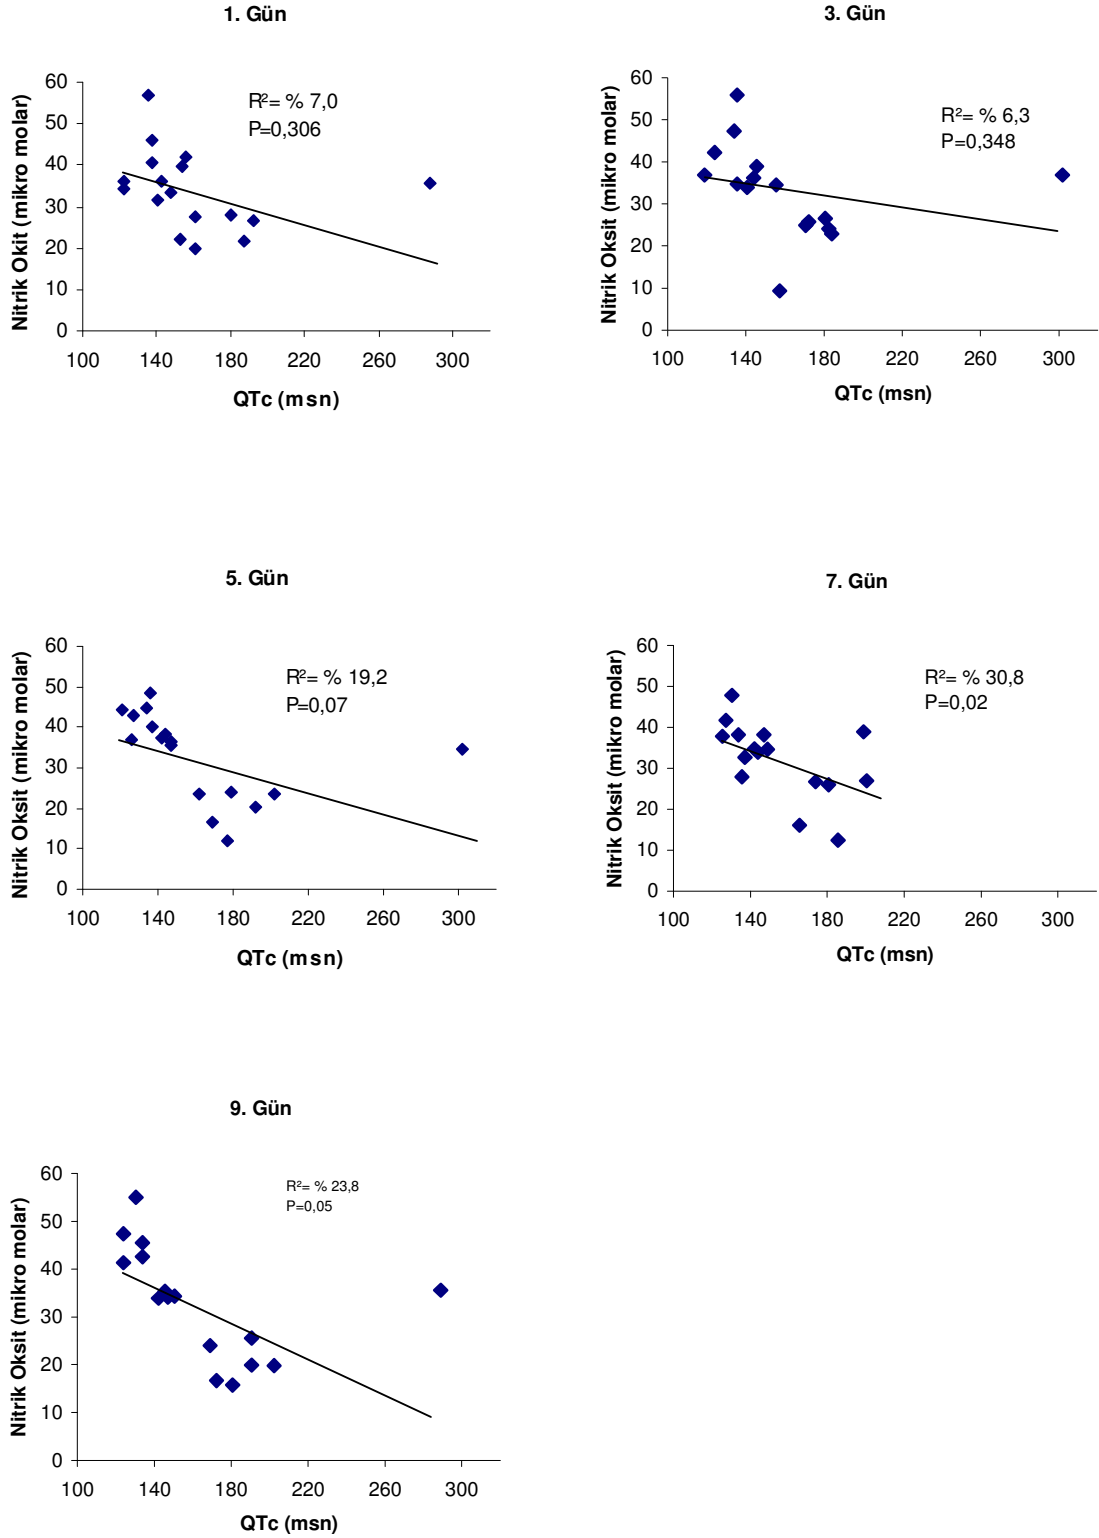 1. Gün
R²= % 7,0
P=0,306
Nitrik Okit (mikro molar)
60
50
40
30
20
10
0
100 140 180 220 260 300
QTc (msn)
3. Gün
R²= % 6,3
P=0,348
Nitrik Oksit (mikro molar)
60
50
40
30
20
10
0
100 140 180 220 260 300
QTc (msn)
5. Gün
R²= % 19,2
P=0,07
Nitrik Oksit (mikro molar)
60
50
40
30
20
10
0
100 140 180 220 260 300
QTc (msn)
7. Gün
R²= % 30,8
P=0,02
Nitrik Oksit (mikro molar)
60
50
40
30
20
10
0
100 140 180 220 260 300
QTc (msn)
9. Gün
R²= % 23,8
P=0,05
Nitrik Oksit (mikro molar)
60
50
40
30
20
10
0
100 140 180 220 260 300
QTc (msn)